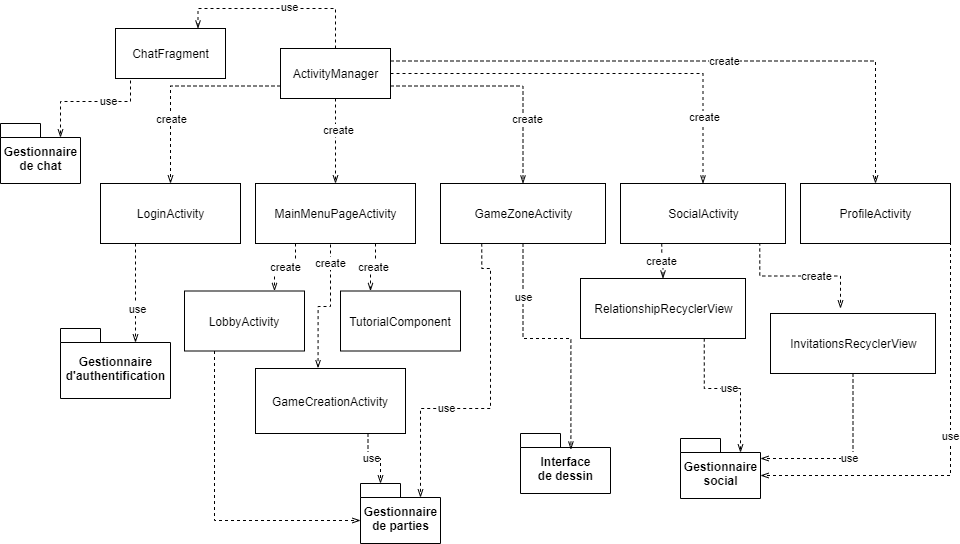 use
ChatFragment
ActivityManager
create
use
create
create
create
create
Gestionnaire
de chat
LoginActivity
MainMenuPageActivity
GameZoneActivity
SocialActivity
ProfileActivity
create
create
create
create
create
use
use
LobbyActivity
TutorialComponent
RelationshipRecyclerView
InvitationsRecyclerView
Gestionnaire
d'authentification
GameCreationActivity
use
use
use
use
use
Interface
de dessin
Gestionnaire
social
Gestionnaire
de parties